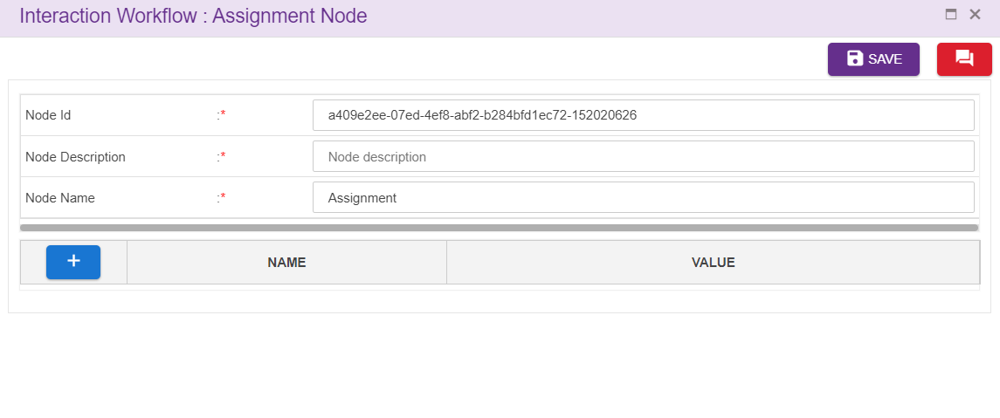 Interaction Workflow : Assignment Node
SAVE
Node Id :* a409e2ee-07ed-4ef8-abf2-b284bfd1ec72-152020626
Node Description :* Node description
Node Name :* Assignment
+ NAME VALUE